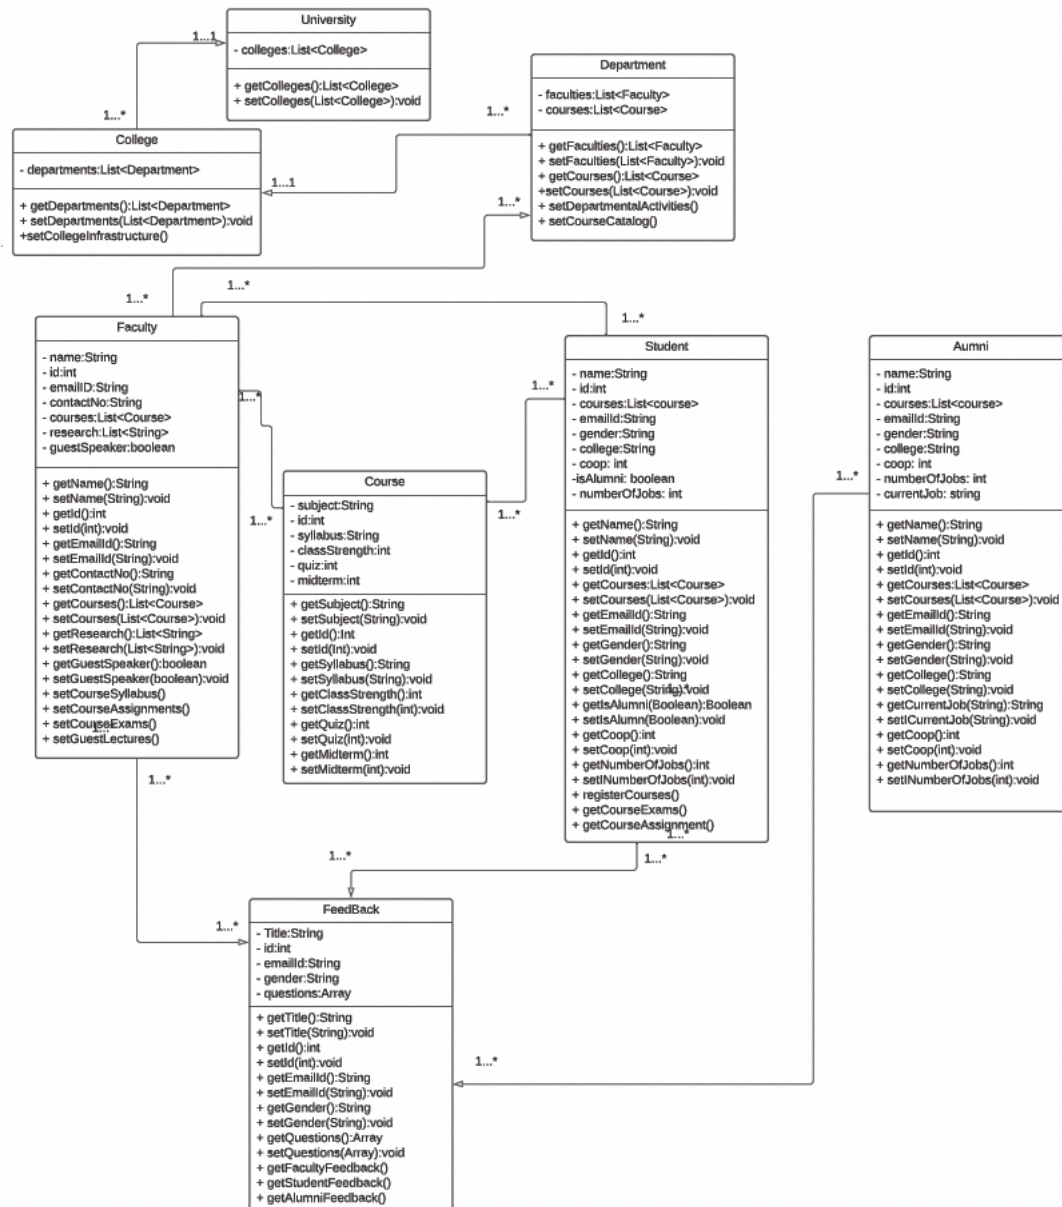 University
- colleges:List<College>
+ getColleges():List<College>
+ setColleges(List<College>):void
1...1
1...*
College
- departments:List<Department>
+ getDepartments():List<Department>
+ setDepartments(List<Department>):void
+setCollegeInfrastructure()
1...1
1...*
Department
- faculties:List<Faculty>
- courses:List<Course>
+ getFaculties():List<Faculty>
+ setFaculties(List<Faculty>):void
+ getCourses():List<Course>
+setCourses(List<Course>):void
+ setDepartmentalActivities()
+ setCourseCatalog()
1...*
1...*
1...*
1...*
Faculty
- name:String
- id:int
- emailID:String
- contactNo:String
- courses:List<Course>
- research:List<String>
- guestSpeaker:boolean
+ getName():String
+ setName(String):void
+ getId():int
+ setId(int):void
+ getEmailId():String
+ setEmailId(String):void
+ getContactNo():String
+ setContactNo(String):void
+ getCourses():List<Course>
+ setCourses(List<Course>):void
+ getResearch():List<String>
+ setResearch(List<String>):void
+ getGuestSpeaker():boolean
+ setGuestSpeaker(boolean):void
+ setCourseSyllabus()
+ setCourseAssignments()
+ setCourseExams()
+ setGuestLectures()
1...*
1...*
1...*
Course
- subject:String
- id:int
- syllabus:String
- classStrength:int
- quiz:int
- midterm:int
+ getSubject():String
+ setSubject(String):void
+ getId():Int
+ setId(Int):void
+ getSyllabus():String
+ setSyllabus(String):void
+ getClassStrength():int
+ setClassStrength(int):void
+ getQuiz():int
+ setQuiz(int):void
+ getMidterm():int
+ setMidterm(int):void
1...*
1...*
Student
- name:String
- id:int
- courses:List<course>
- emailId:String
- gender:String
- college:String
- coop: int
-isAlumni: boolean
- numberOfJobs: int
+ getName():String
+ setName(String):void
+ getId():int
+ setId(int):void
+ getCourses:List<Course>
+ setCourses(List<Course>):void
+ getEmailId():String
+ setEmailId(String):void
+ getGender():String
+ setGender(String):void
+ getCollege():String
+ setCollege(String):void
+ getIsAlumni(Boolean):Boolean
+ setIsAlumn(Boolean):void
+ getCoop():int
+ setCoop(int):void
+ getNumberOfJobs():int
+ setINumberOfJobs(int):void
+ registerCourses()
+ getCourseExams()
+ getCourseAssignment()
1...*
1...*
1...*
Aumni
- name:String
- id:int
- courses:List<course>
- emailId:String
- gender:String
- college:String
- coop: int
- numberOfJobs: int
- currentJob: string
+ getName():String
+ setName(String):void
+ getId():int
+ setId(int):void
+ getCourses:List<Course>
+ setCourses(List<Course>):void
+ getEmailId():String
+ setEmailId(String):void
+ getGender():String
+ setGender(String):void
+ getCollege():String
+ setCollege(String):void
+ getCurrentJob(String):String
+ setICurrentJob(String):void
+ getCoop():int
+ setCoop(int):void
+ getNumberOfJobs():int
+ setINumberOfJobs(int):void
1...*
1...*
1...*
1...*
FeedBack
- Title:String
- id:int
- emailId:String
- gender:String
- questions:Array
+ getTitle():String
+ setTitle(String):void
+ getId():int
+ setId(int):void
+ getEmailId():String
+ setEmailId(String):void
+ getGender():String
+ setGender(String):void
+ getQuestions():Array
+ setQuestions(Array):void
+ getFacultyFeedback()
+ getStudentFeedback()
+ getAlumniFeedback()